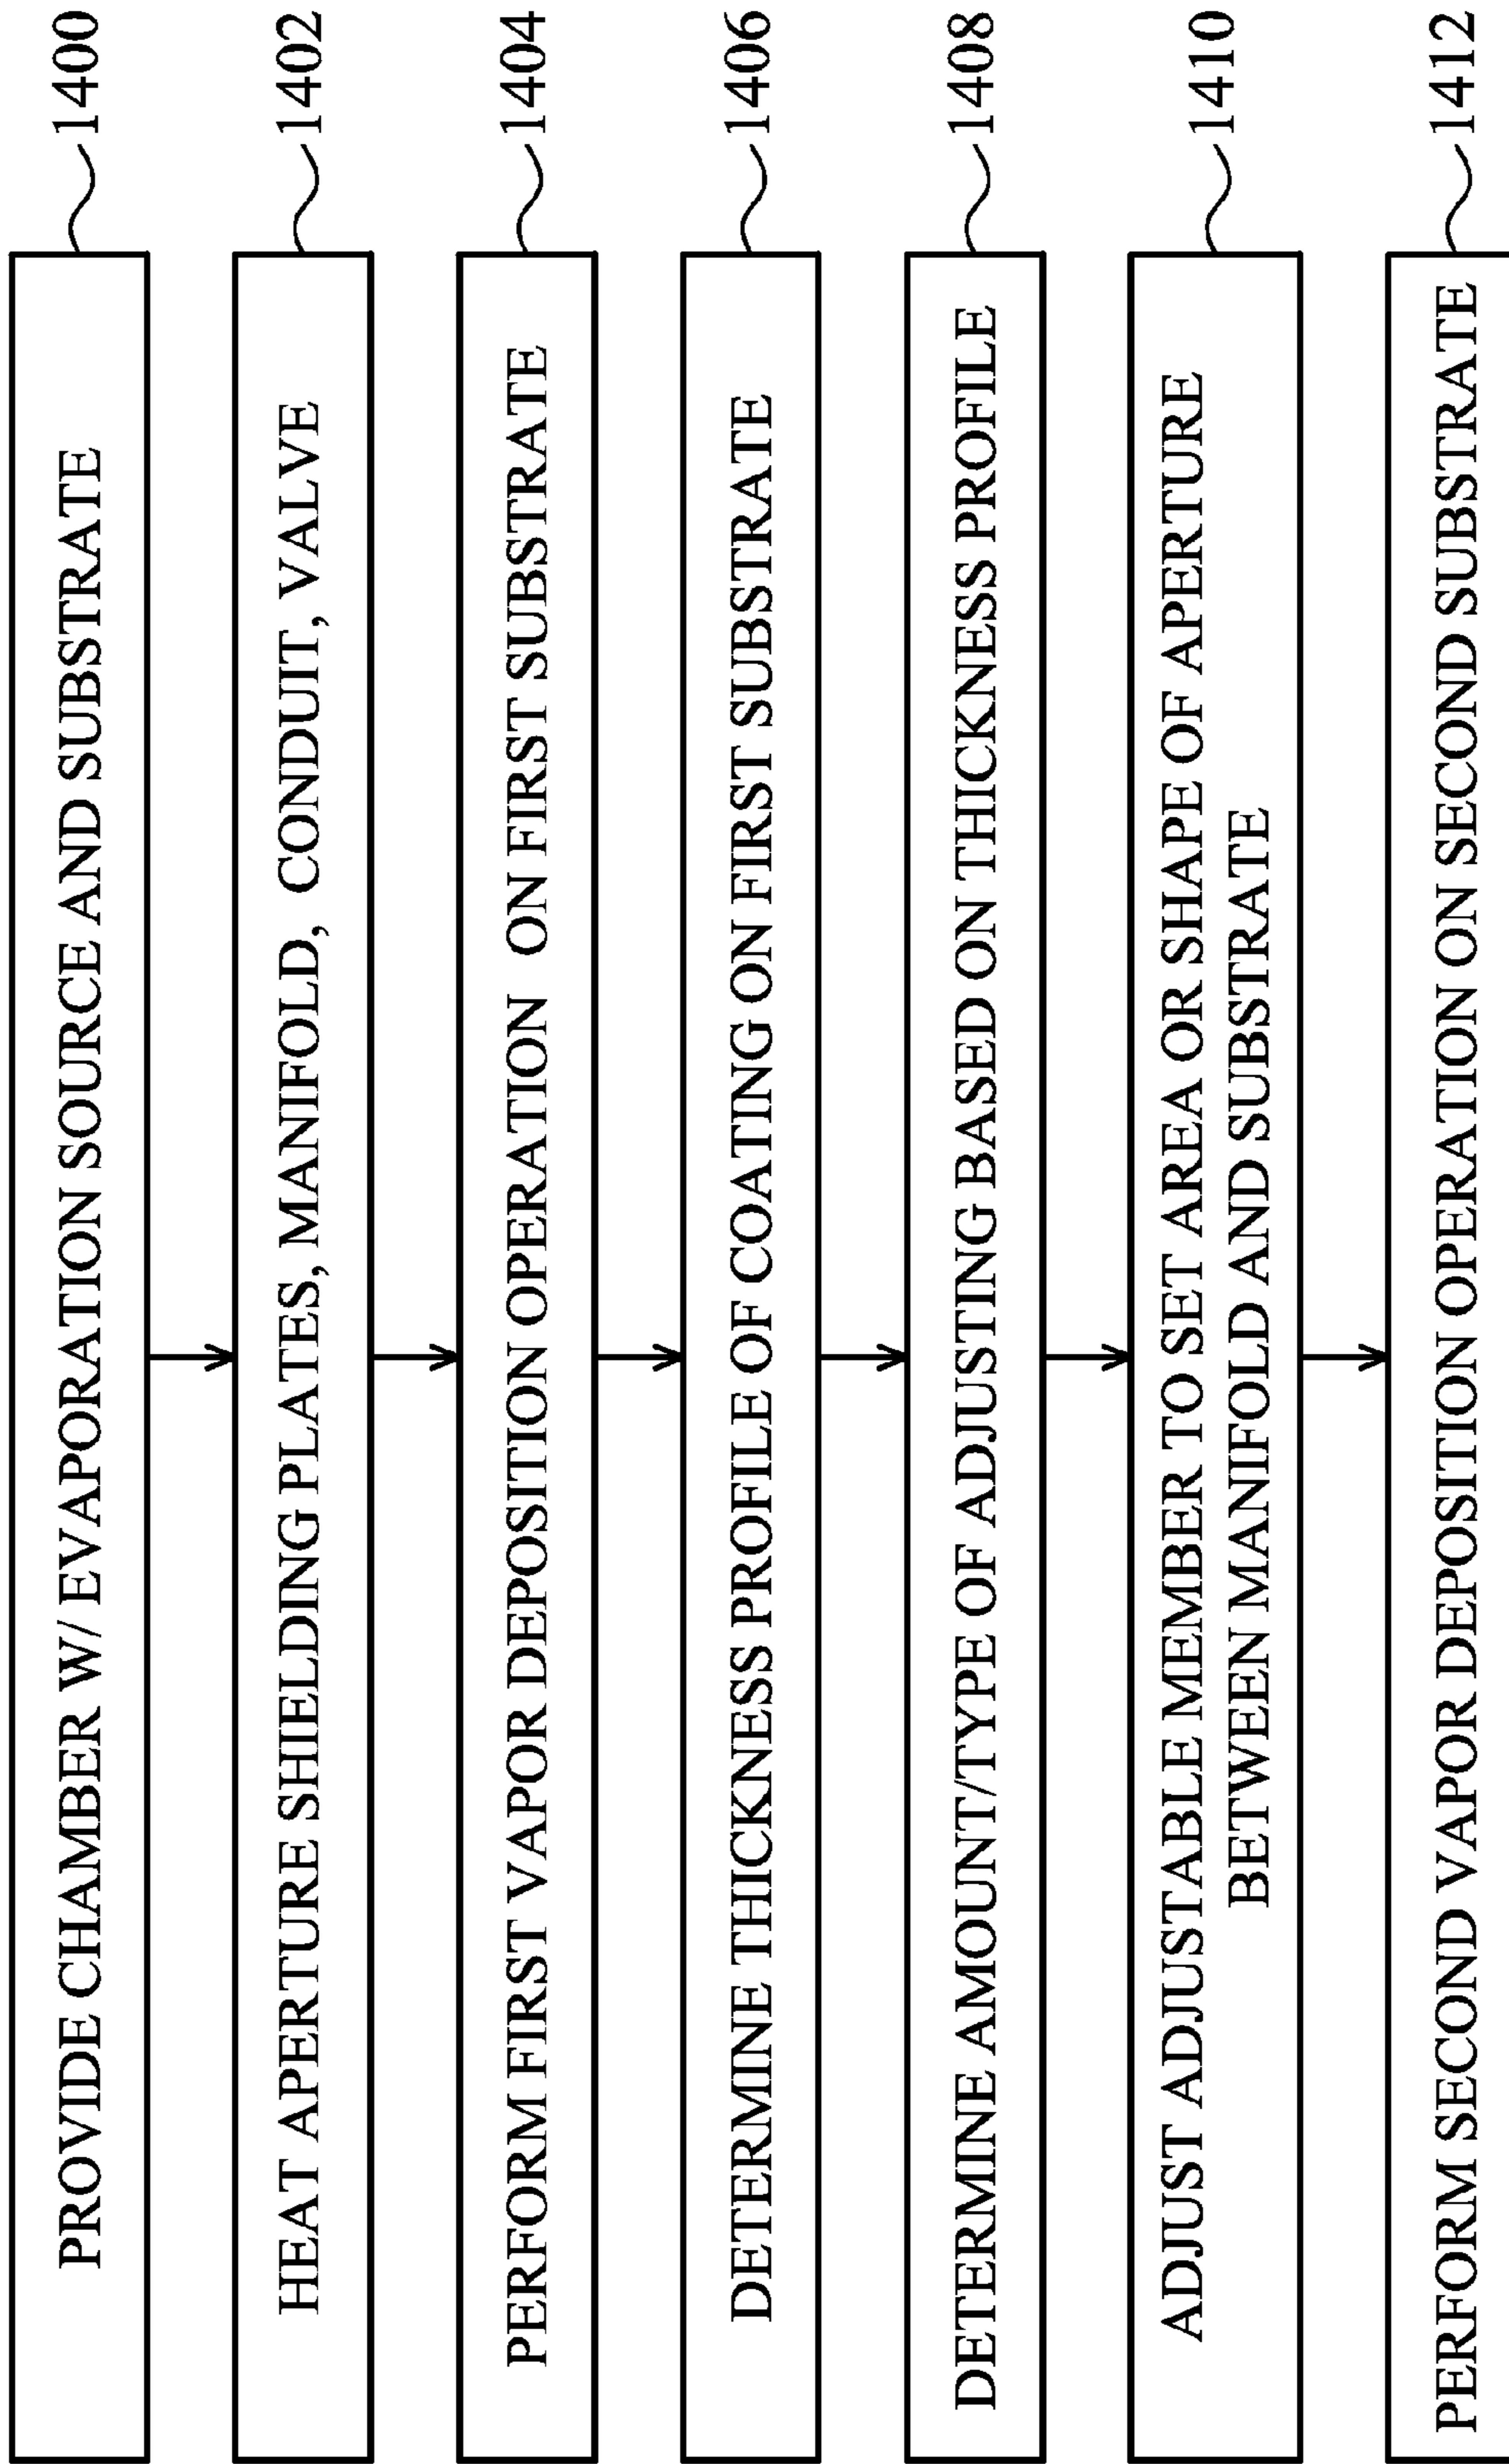 PROVIDE CHAMBER W/ EVAPORATION SOURCE AND SUBSTRATE
1400
HEAT APERTURE SHIELDING PLATES, MANIFOLD, CONDUIT, VALVE
1402
PERFORM FIRST VAPOR DEPOSITION OPERATION ON FIRST SUBSTRATE
1404
DETERMINE THICKNESS PROFILE OF COATING ON FIRST SUBSTRATE
1406
DETERMINE AMOUNT/TYPE OF ADJUSTING BASED ON THICKNESS PROFILE
1408
ADJUST ADJUSTABLE MEMBER TO SET AREA OR SHAPE OF APERTURE
BETWEEN MANIFOLD AND SUBSTRATE
1410
PERFORM SECOND VAPOR DEPOSITION OPERATION ON SECOND SUBSTRATE
1412